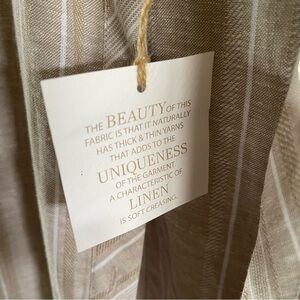 THE BEAUTY OF THIS
FABRIC IS THAT IT NATURALLY
HAS THICK & THIN YARNS
THAT ADDS TO THE
UNIQUENESS
OF THE GARMENT
A CHARACTERISTIC OF
LINEN
IS SOFT CREASING.